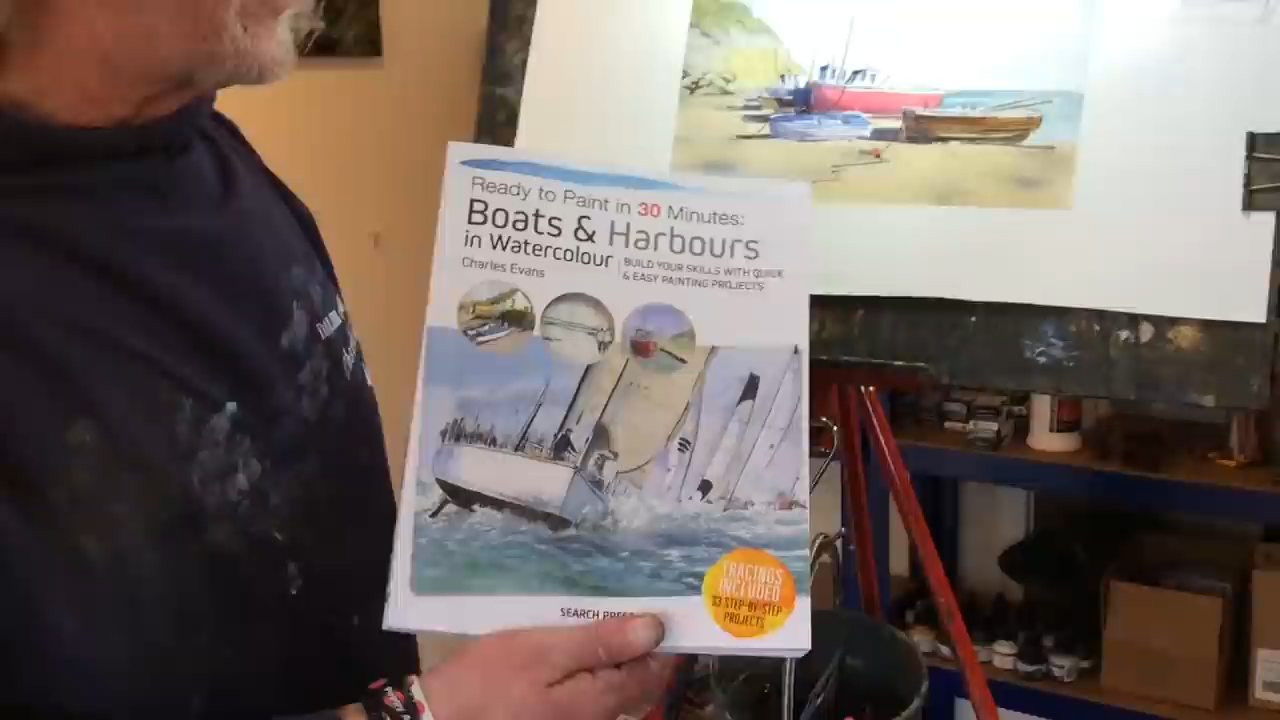 Ready to Paint in 30 Minutes:
Boats & Harbours
in Watercolour
BUILD YOUR SKILLS WITH QUICK
& EASY PAINTING PROJECTS
Charles Evans
TRACINGS
INCLUDED
33 STEP-BY-STEP
PROJECTS
SEARCH PRESS